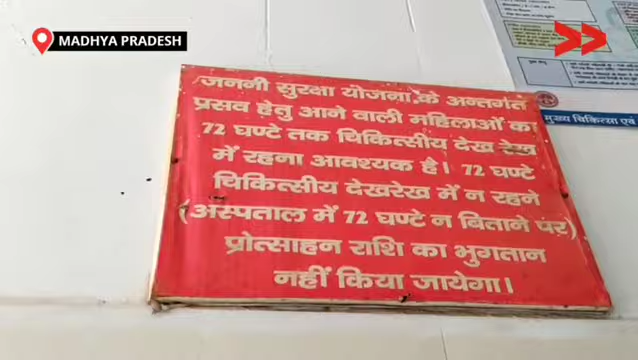 MADHYA PRADESH
जननी सुरक्षा योजना के अन्तर्गत
प्रसव हेतु आने वाली महिलाओं का
72 घण्टे तक चिकित्सीय देख रेख
में रहना आवश्यक है। 72 घण्टे
चिकित्सीय देखरेख में न रहने
(अस्पताल में 72 घण्टे न बिताने पर)
प्रोत्साहन राशि का भुगतान
नहीं किया जायेगा।
मुख्य चिकित्सा एवं